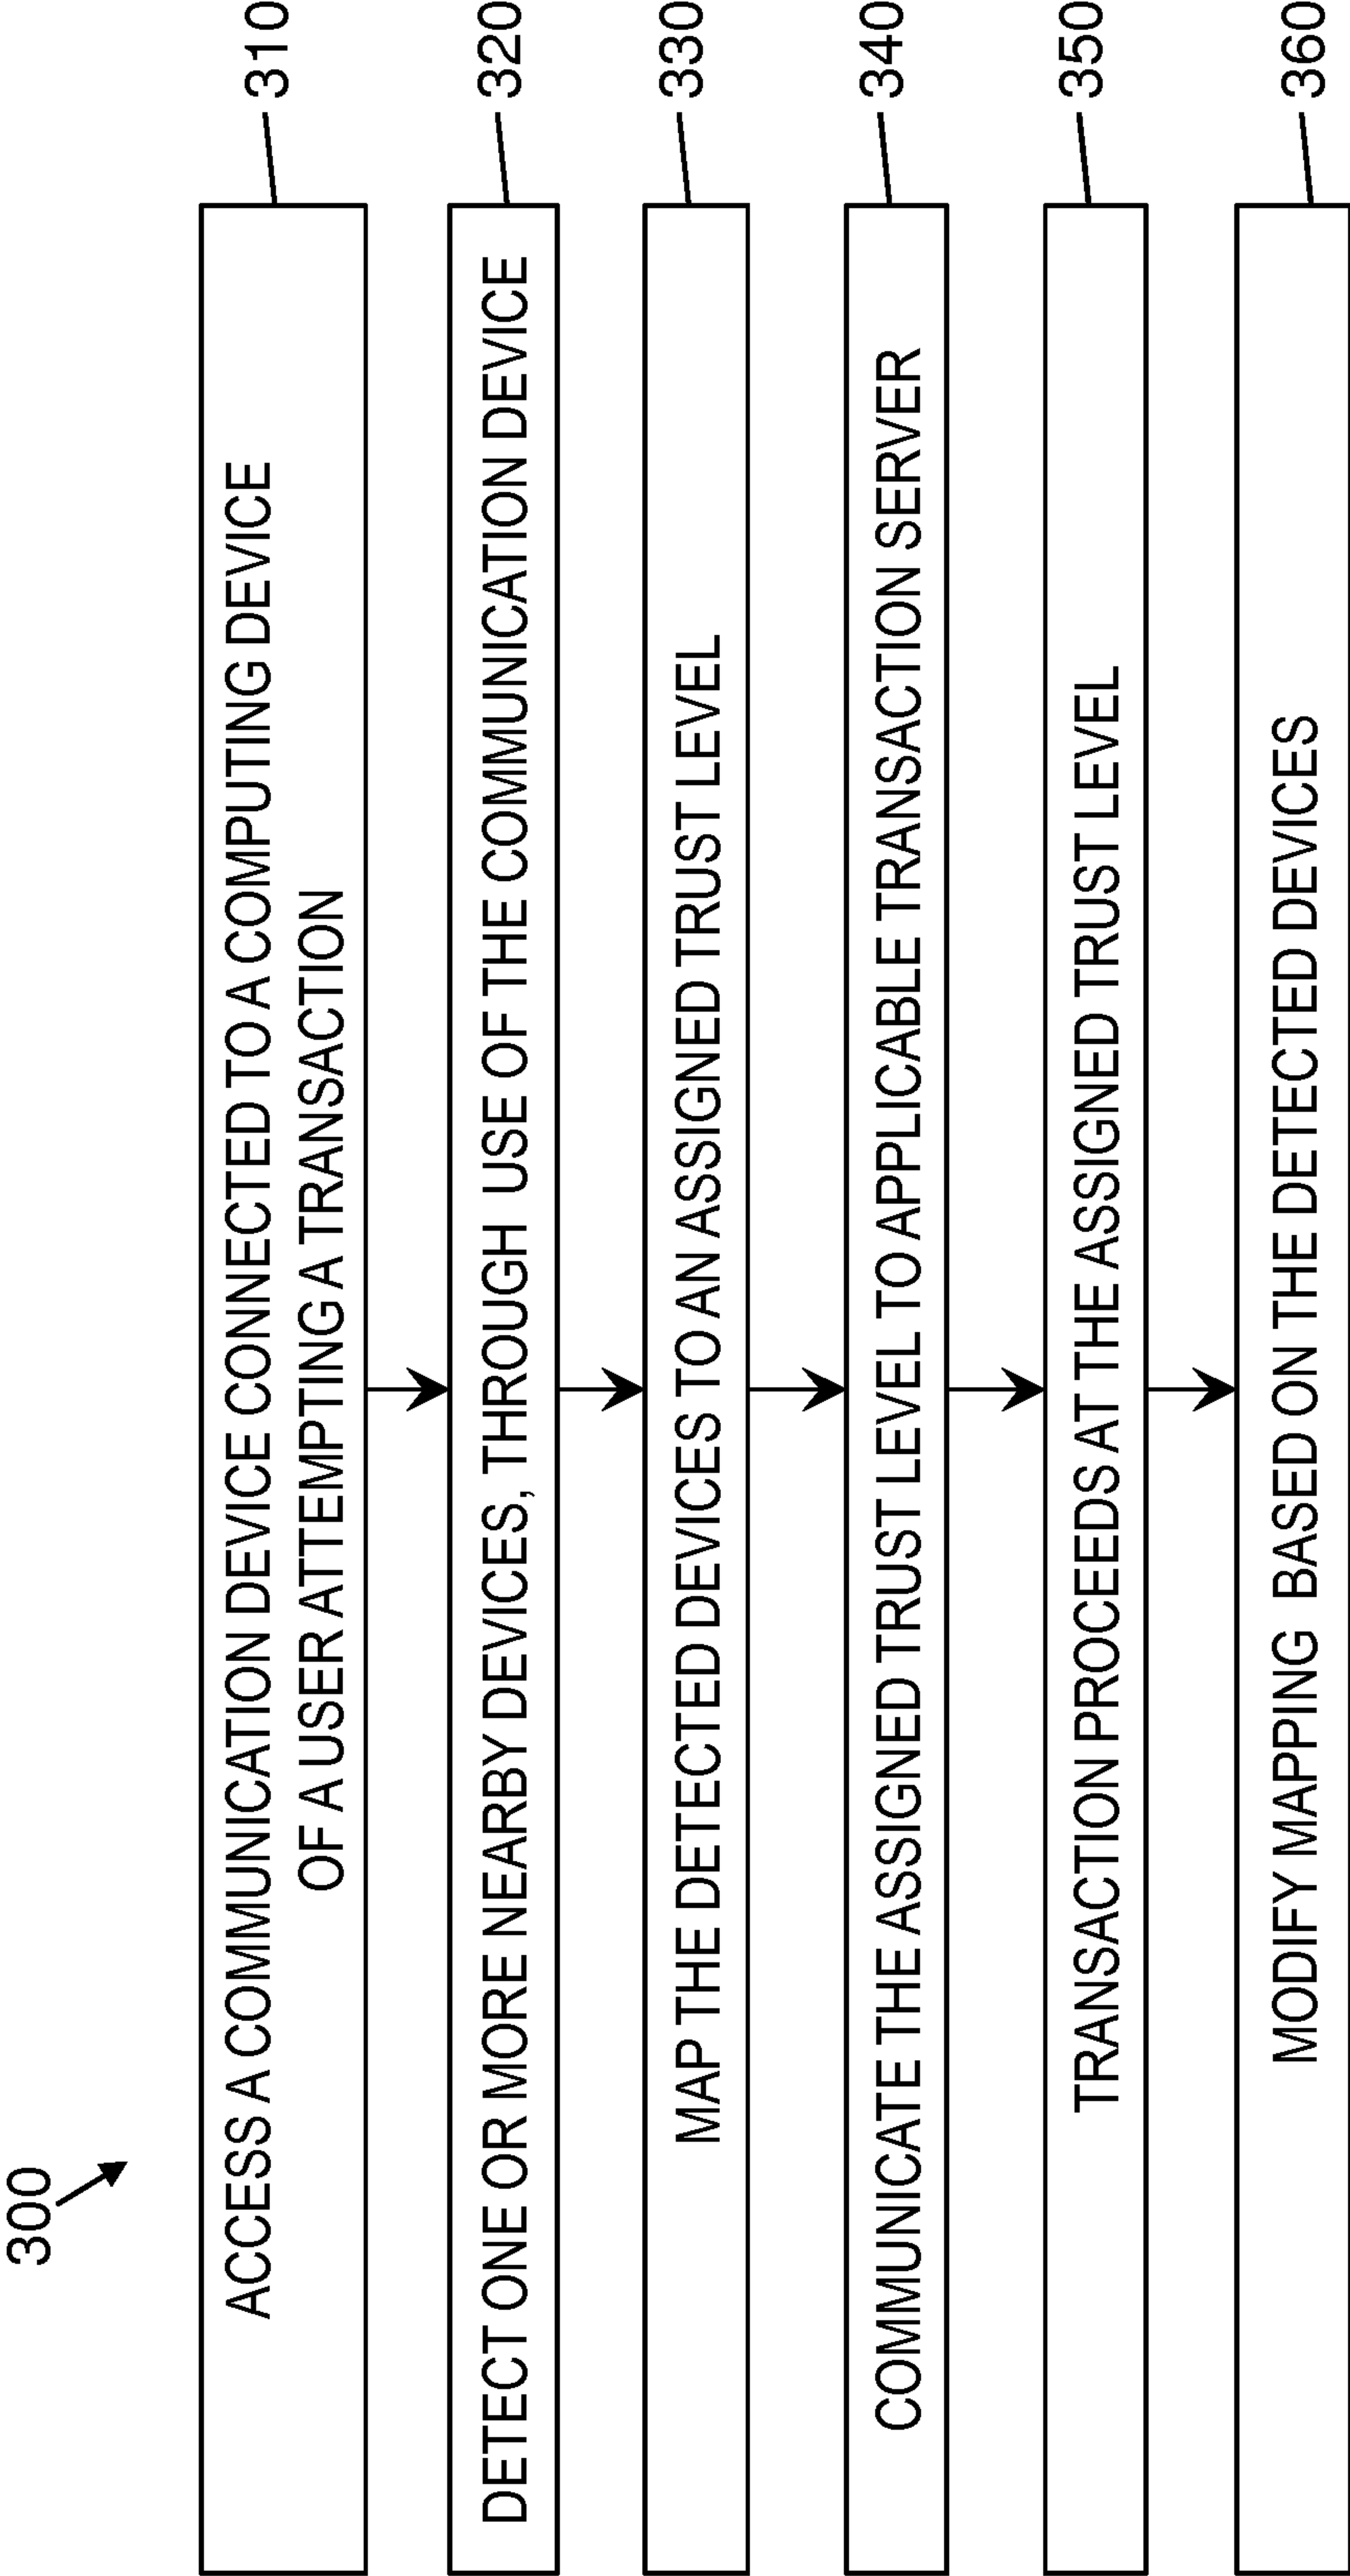 300
ACCESS A COMMUNICATION DEVICE CONNECTED TO A COMPUTING DEVICE
OF A USER ATTEMPTING A TRANSACTION
310
DETECT ONE OR MORE NEARBY DEVICES, THROUGH USE OF THE COMMUNICATION DEVICE
320
MAP THE DETECTED DEVICES TO AN ASSIGNED TRUST LEVEL
330
COMMUNICATE THE ASSIGNED TRUST LEVEL TO APPLICABLE TRANSACTION SERVER
340
TRANSACTION PROCEEDS AT THE ASSIGNED TRUST LEVEL
350
MODIFY MAPPING BASED ON THE DETECTED DEVICES
360